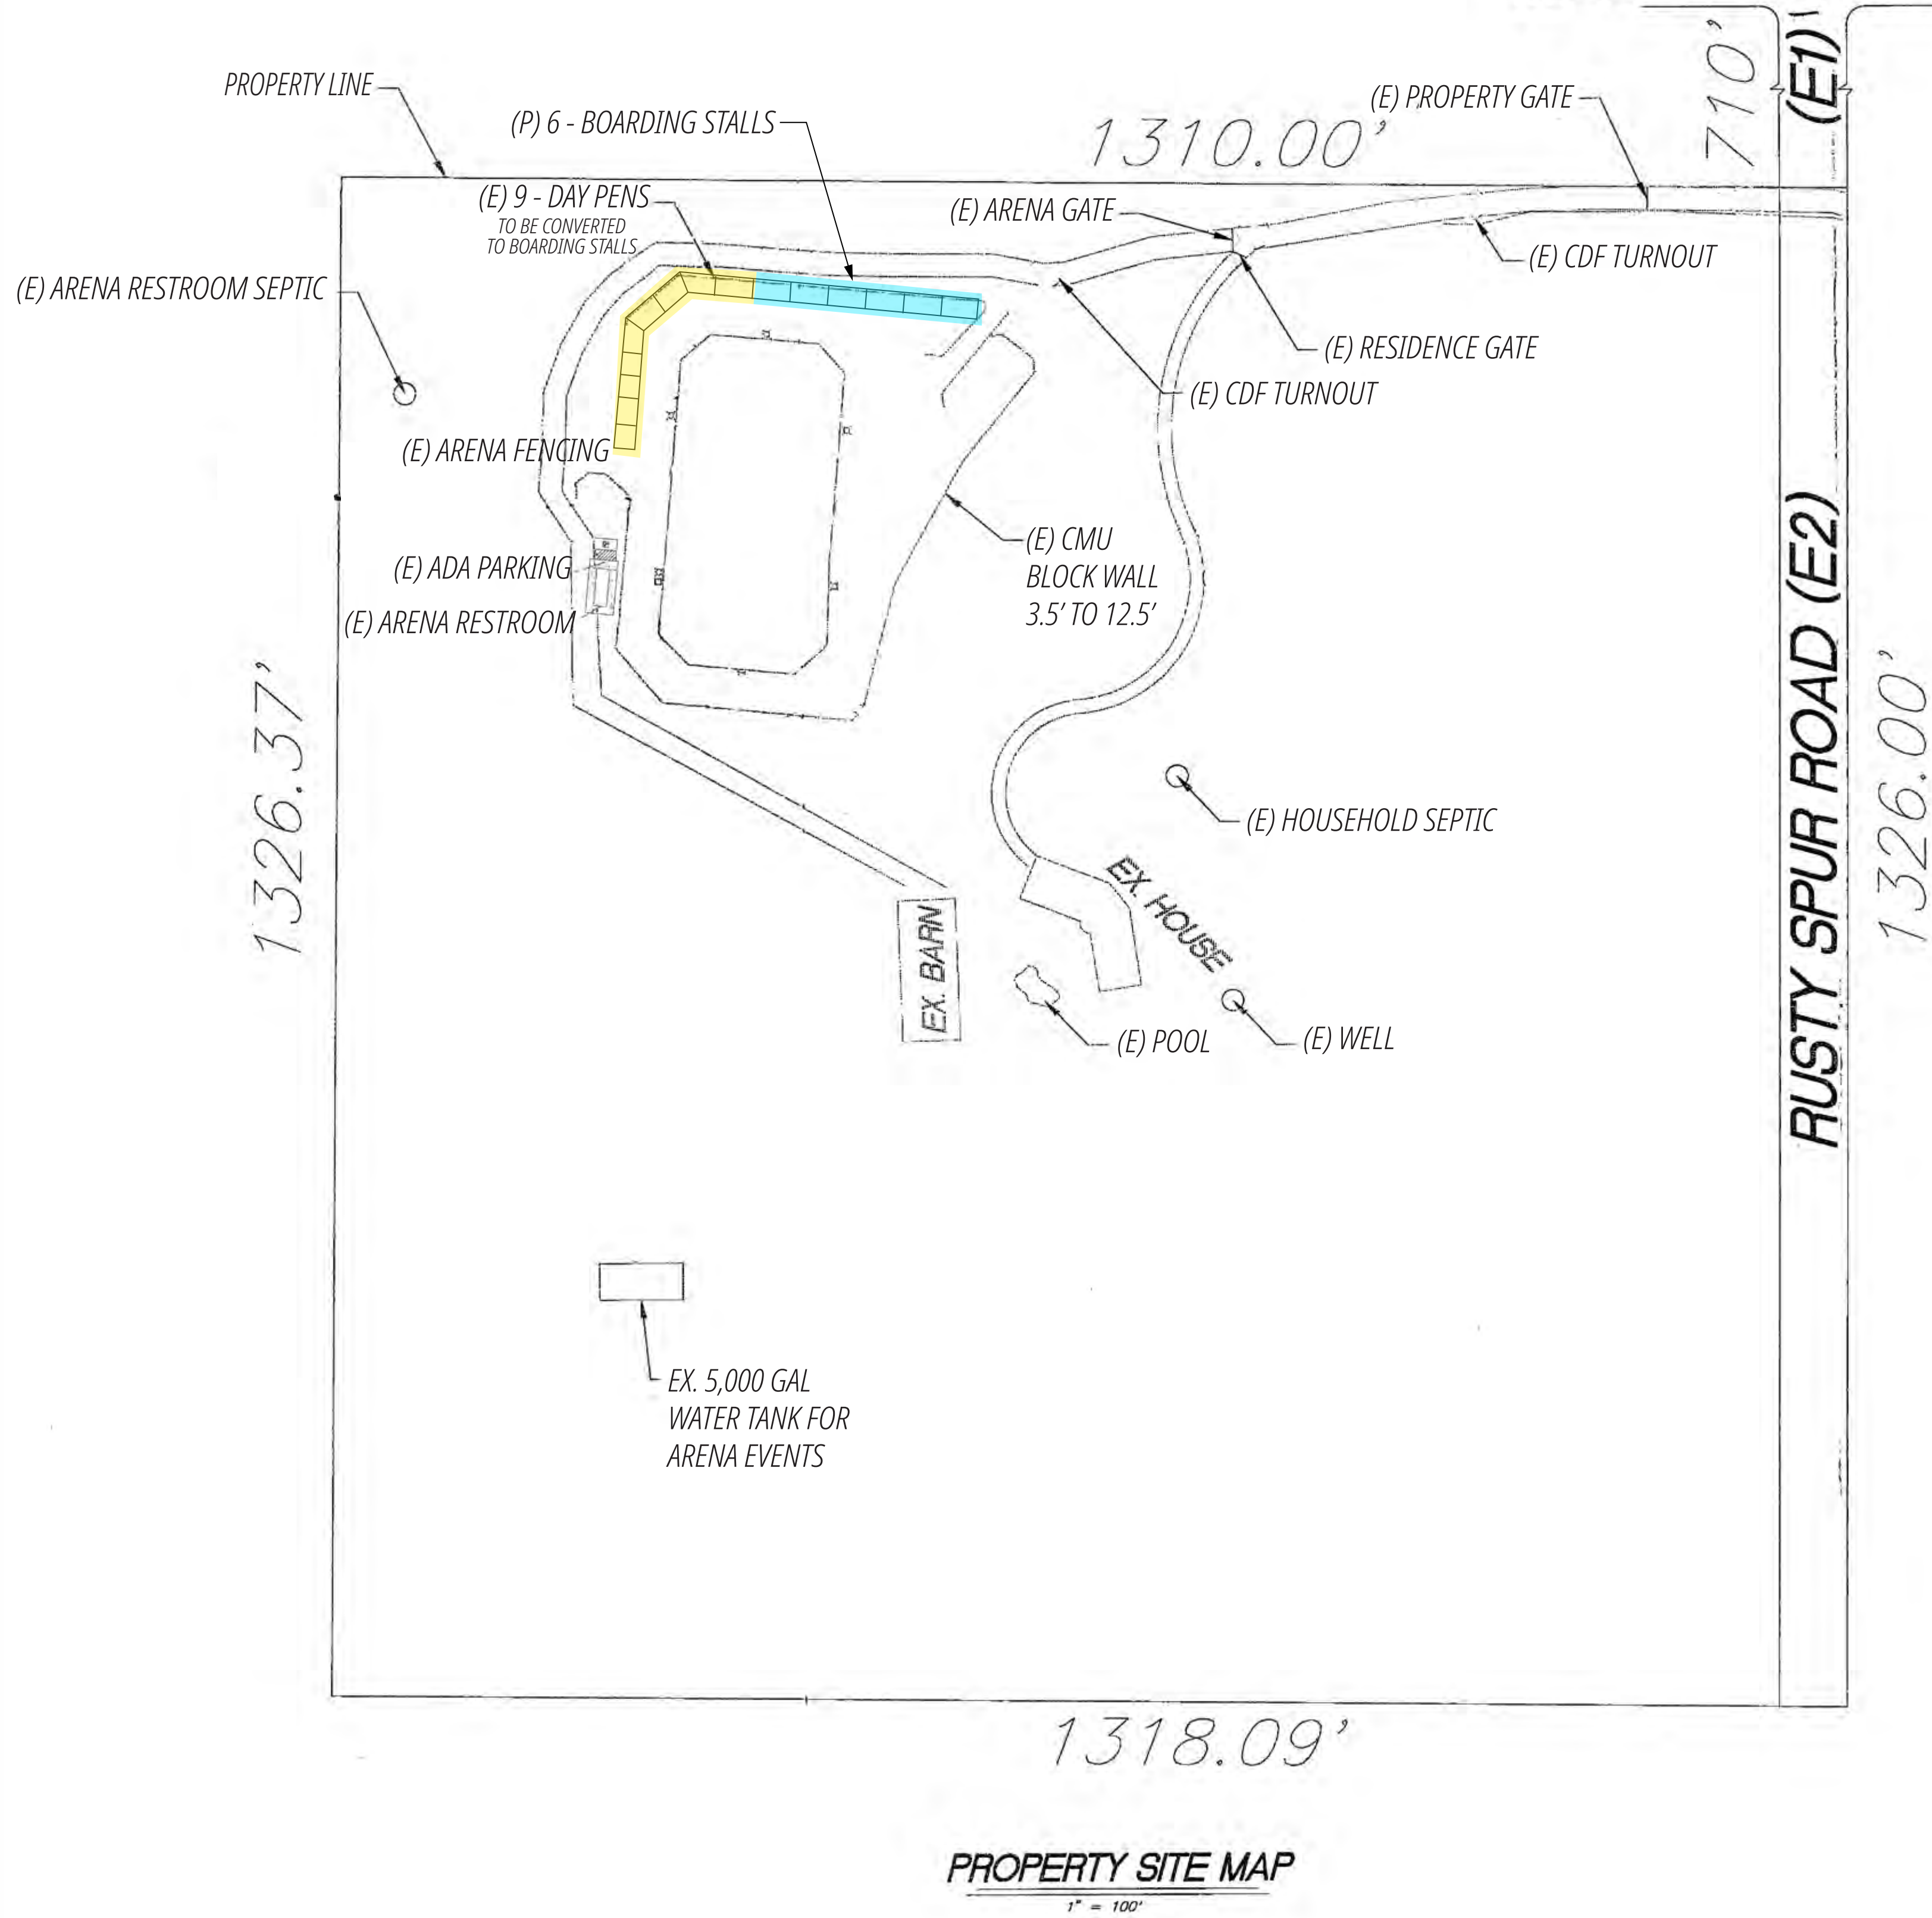 (E1)
710'
PROPERTY LINE
(E) PROPERTY GATE
(P) 6 - BOARDING STALLS
1310.00'
(E) 9 - DAY PENS
TO BE CONVERTED
TO BOARDING STALLS
(E) ARENA GATE
(E) CDF TURNOUT
(E) ARENA RESTROOM SEPTIC
(E) RESIDENCE GATE
(E) CDF TURNOUT
(E) ARENA FENCING
(E) CMU
BLOCK WALL
3.5' TO 12.5'
(E) ADA PARKING
(E) ARENA RESTROOM
RUSTY SPUR ROAD (E2)
1326.37'
1326.00'
(E) HOUSEHOLD SEPTIC
EX. HOUSE
EX. BARN
(E) POOL
(E) WELL
EX. 5,000 GAL
WATER TANK FOR
ARENA EVENTS
1318.09'
PROPERTY SITE MAP
1" = 100'